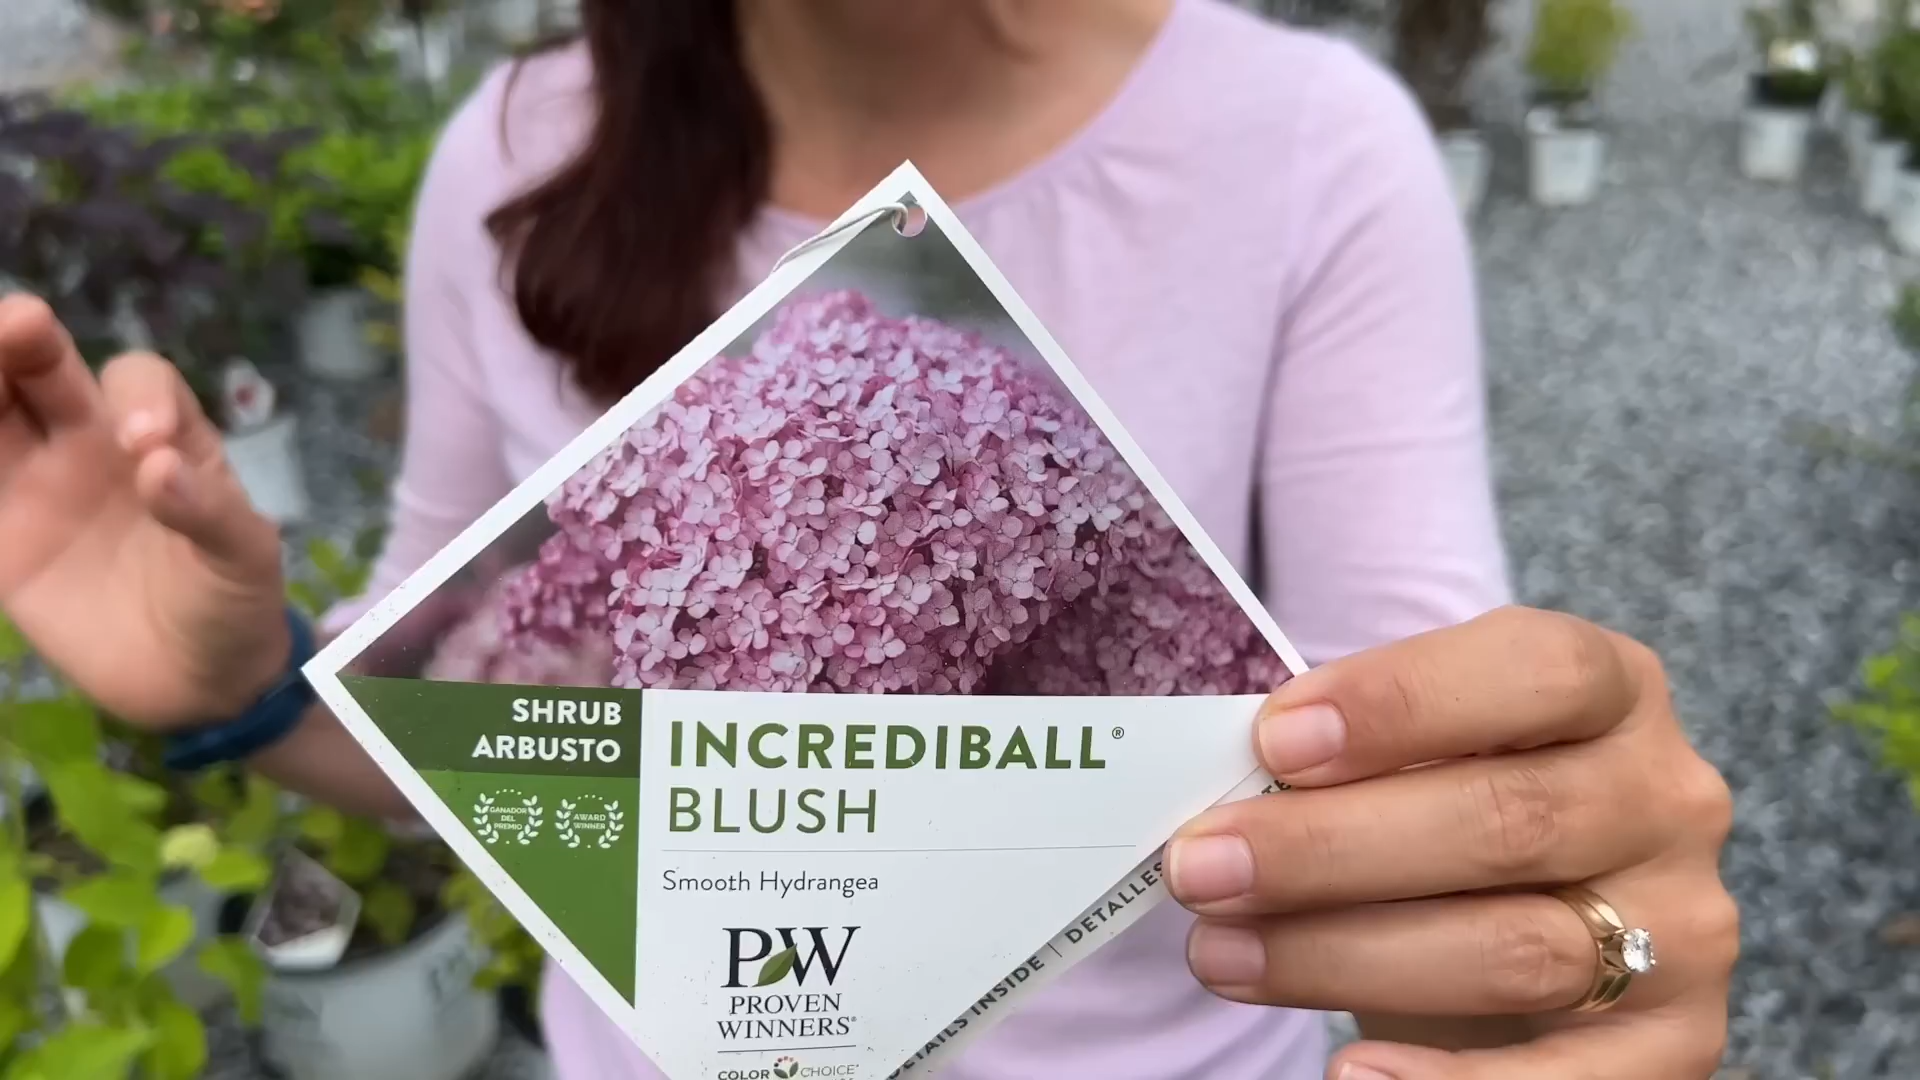 SHRUB
ARBUSTO
GANADOR
DEL
PREMIO
AWARD
WINNER
INCREDIBALL®
BLUSH
Smooth Hydrangea
PW
PROVEN
WINNERS®
COLOR CHOICE®
DETAILS INSIDE | DETALLES